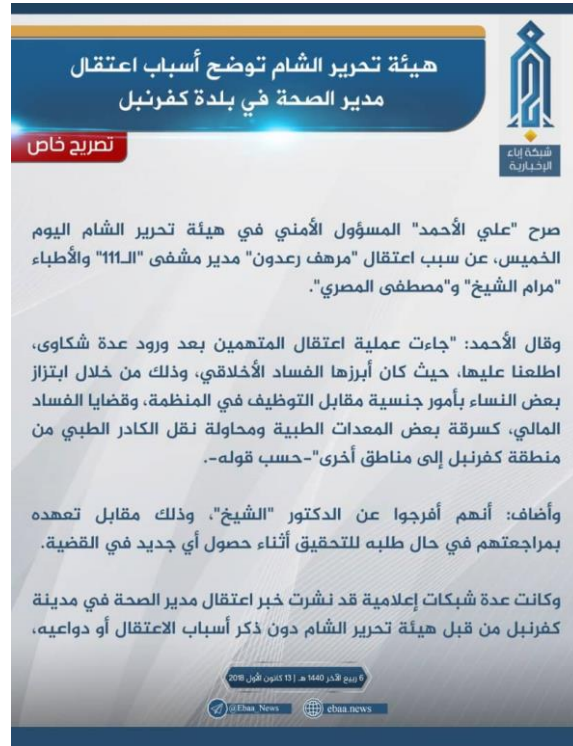 هيئة تحرير الشام توضح أسباب اعتقال
مدير الصحة في بلدة كفرنبل
تصريح خاص
شبكة إباء
الإخبارية
صرح "علي الأحمد" المسؤول الأمني في هيئة تحرير الشام اليوم
الخميس، عن سبب اعتقال "مرهف رعدون" مدير مشفى "الـ111" والأطباء
"مرام الشيخ" و"مصطفى المصري".
وقال الأحمد: "جاءت عملية اعتقال المتهمين بعد ورود عدة شكاوى،
اطلعنا عليها، حيث كان أبرزها الفساد الأخلاقي، وذلك من خلال ابتزاز
بعض النساء بأمور جنسية مقابل التوظيف في المنظمة، وقضايا الفساد
المالي، كسرقة بعض المعدات الطبية ومحاولة نقل الكادر الطبي من
منطقة كفرنبل إلى مناطق أخرى"-حسب قوله-.
وأضاف: أنهم أفرجوا عن الدكتور "الشيخ"، وذلك مقابل تعهده
بمراجعتهم في حال طلبه للتحقيق أثناء حصول أي جديد في القضية.
وكانت عدة شبكات إعلامية قد نشرت خبر اعتقال مدير الصحة في مدينة
كفرنبل من قبل هيئة تحرير الشام دون ذكر أسباب الاعتقال أو دواعيه،
6 ربيع الآخر 1440 هـ | 13 كانون الأول 2018
@Ebaa_News
ebaa.news